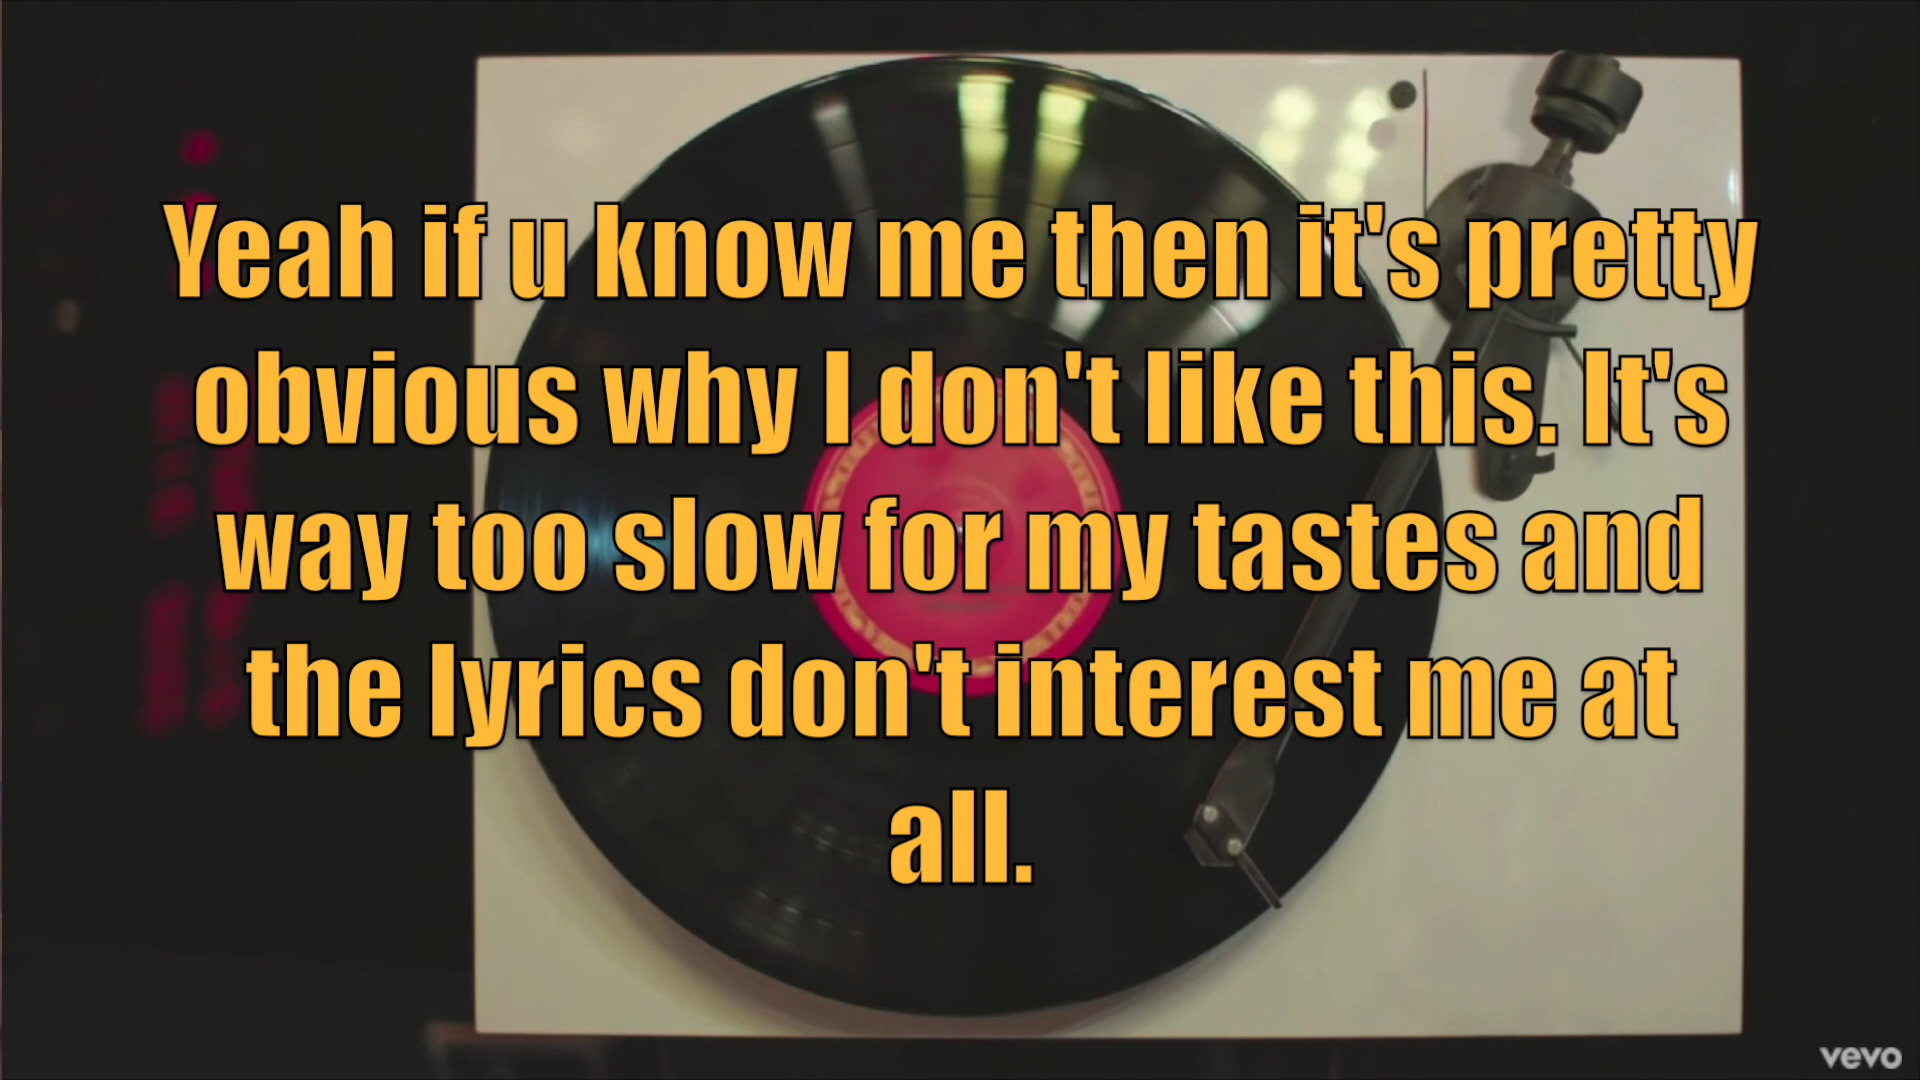 Yeah if u know me then it's pretty
obvious why I don't like this. It's
way too slow for my tastes and
the lyrics don't interest me at
all.
vevo